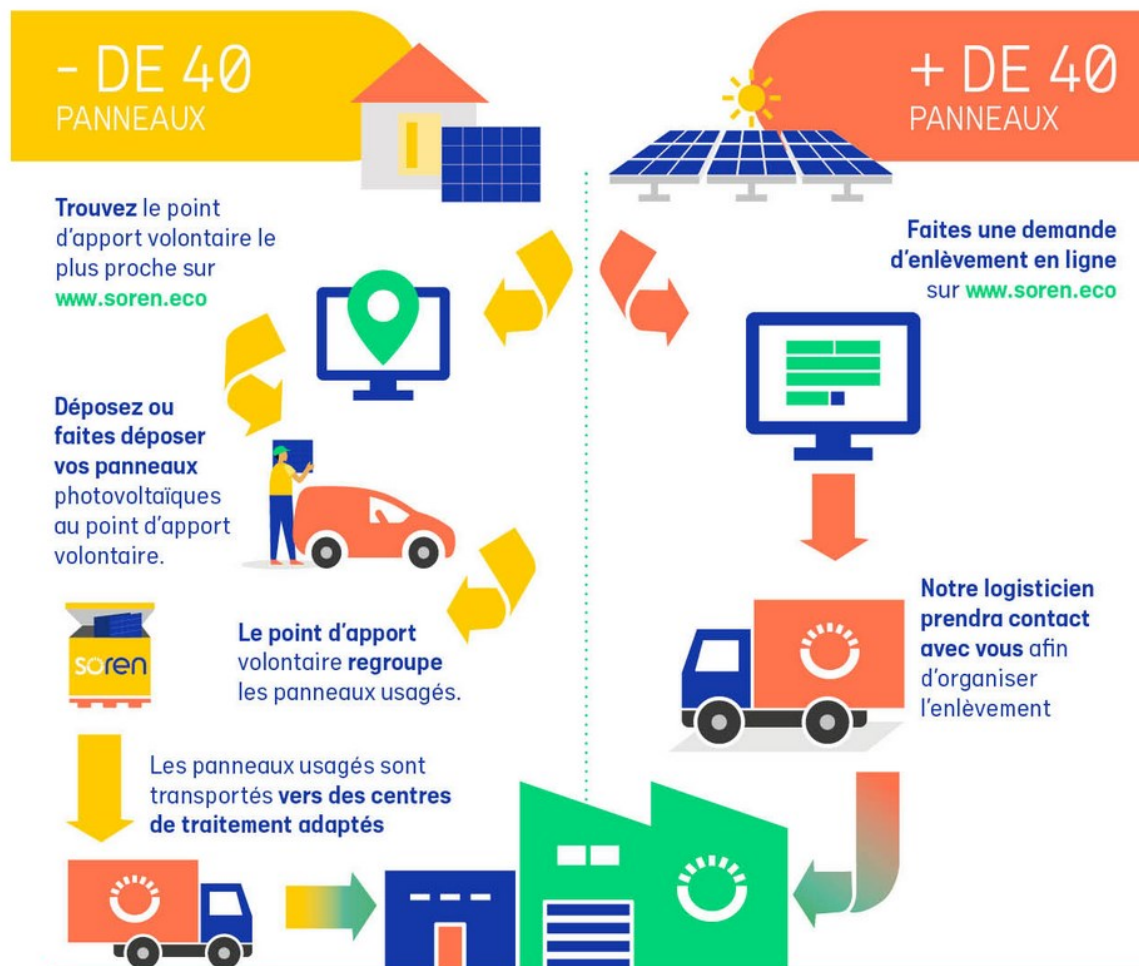 - DE 40
PANNEAUX
Trouvez le point
d'apport volontaire le
plus proche sur
www.soren.eco
Déposez ou
faites déposer
vos panneaux
photovoltaïques
au point d'apport
volontaire.
soren
Le point d'apport
volontaire regroupe
les panneaux usagés.
Les panneaux usagés sont
transportés vers des centres
de traitement adaptés
+ DE 40
PANNEAUX
Faites une demande
d'enlèvement en ligne
sur www.soren.eco
Notre logisticien
prendra contact
avec vous afin
d'organiser
l'enlèvement